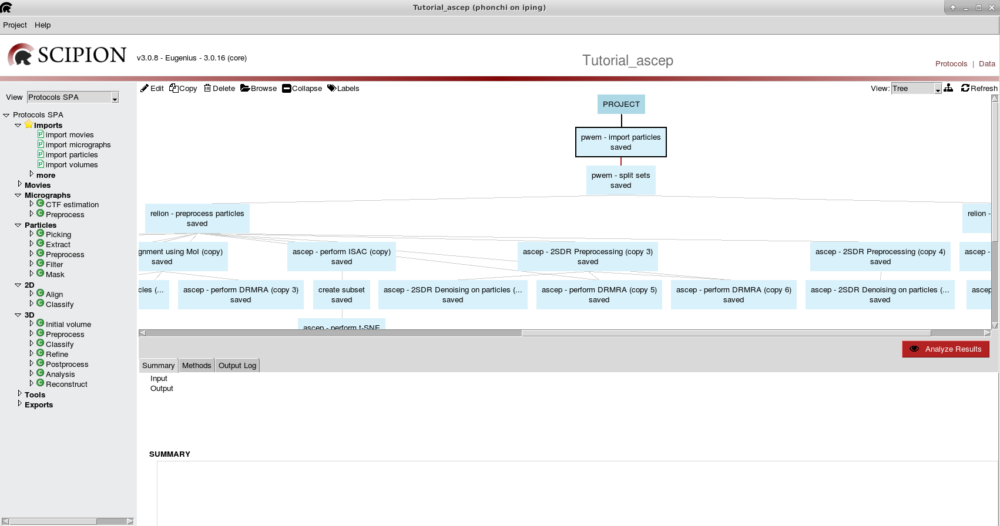 Tutorial_ascep (phonchi on iping)
Project Help
SCIPION
v3.0.8 - Eugenius - 3.0.16 (core)
Tutorial_ascep
Protocols | Data
View Protocols SPA
Protocols SPA
Imports
import movies
import micrographs
import particles
import volumes
more
Movies
Micrographs
CTF estimation
Preprocess
Particles
Picking
Extract
Preprocess
Filter
Mask
2D
Align
Classify
3D
Initial volume
Preprocess
Classify
Refine
Postprocess
Analysis
Reconstruct
Tools
Exports
Edit Copy Delete Browse Collapse Labels
View: Tree Refresh
PROJECT
pwem - import particles
saved
pwem - split sets
saved
relion - preprocess particles
saved
relion -
gnment using MoI (copy)
saved
ascep - perform ISAC (copy)
saved
ascep - 2SDR Preprocessing (copy 3)
saved
ascep - 2SDR Preprocessing (copy 4)
saved
ascep -
cles (...
saved
ascep - perform DRMRA (copy 3)
saved
create subset
saved
ascep - 2SDR Denoising on particles (...
saved
ascep - perform DRMRA (copy 5)
saved
ascep - perform DRMRA (copy 6)
saved
ascep - 2SDR Denoising on particles (...
saved
ascep
ascep - perform t-SNE
Analyze Results
Summary Methods Output Log
Input
Output
SUMMARY